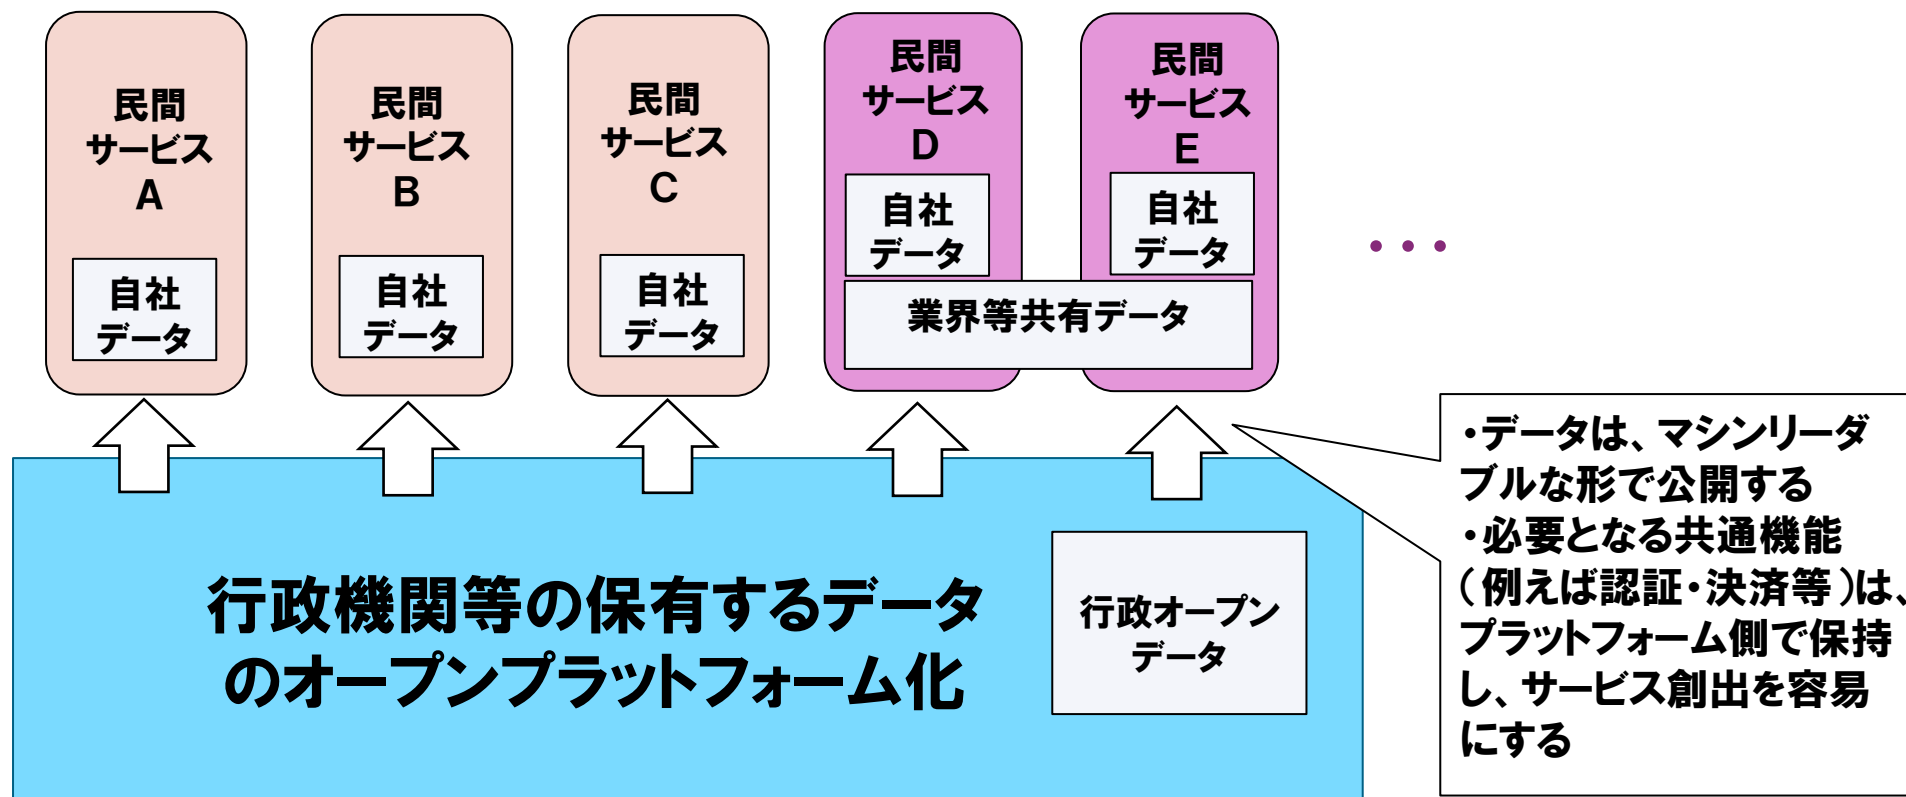 民間
サービス
A
自社
データ
民間
サービス
B
自社
データ
民間
サービス
C
自社
データ
民間
サービス
D
自社
データ
民間
サービス
E
自社
データ
業界等共有データ
・・・
行政機関等の保有するデータ
のオープンプラットフォーム化
行政オープン
データ
・データは、マシンリーダ
ブルな形で公開する
・必要となる共通機能
（例えば認証・決済等）は、
プラットフォーム側で保持
し、サービス創出を容易
にする